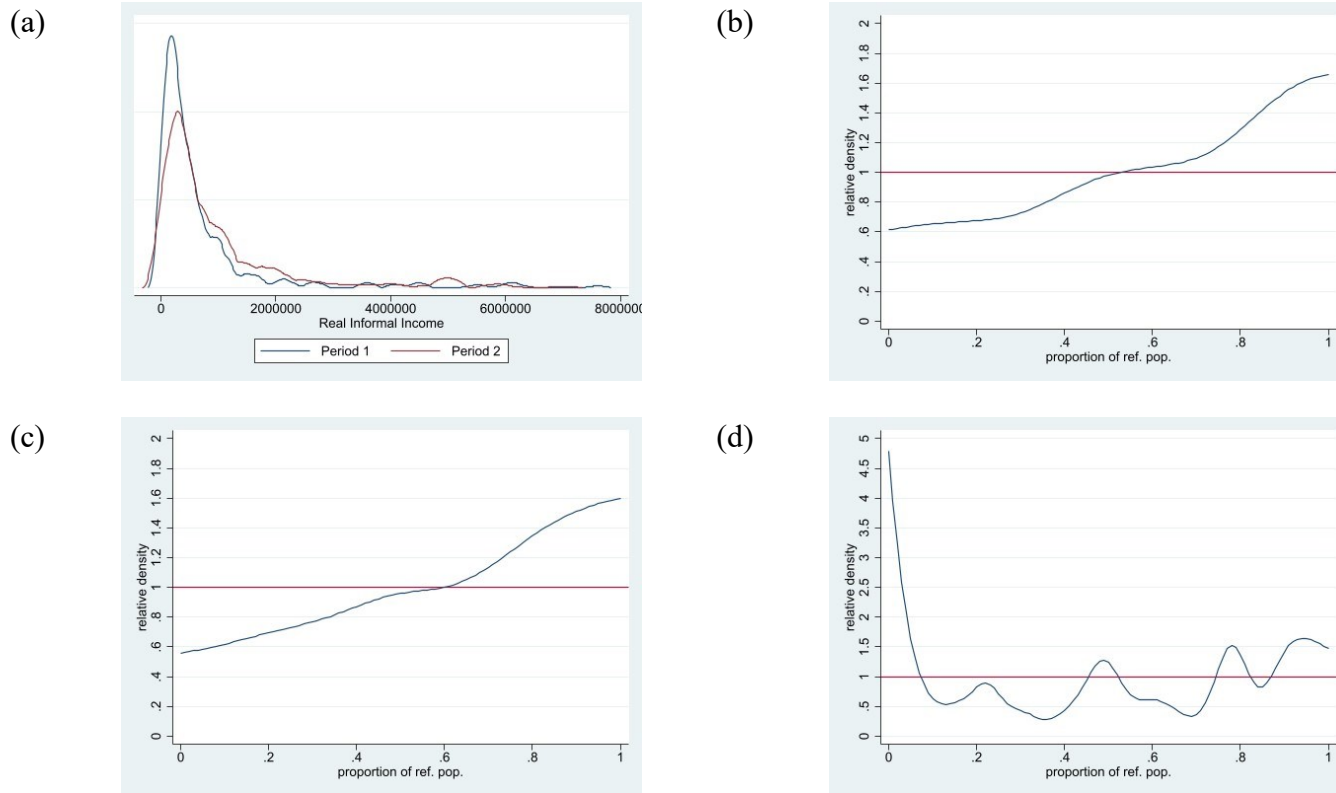 (a)
0 2000000 4000000 6000000 8000000
Real Informal Income
Period 1 Period 2
(b)
2
1.8
1.6
1.4
1.2
1
.8
.6
.4
.2
0
relative density
0 .2 .4 .6 .8 1
proportion of ref. pop.
(c)
2
1.8
1.6
1.4
1.2
1
.8
.6
.4
.2
0
relative density
0 .2 .4 .6 .8 1
proportion of ref. pop.
(d)
5
4.5
4
3.5
3
2.5
2
1.5
1
.5
0
relative density
0 .2 .4 .6 .8 1
proportion of ref. pop.